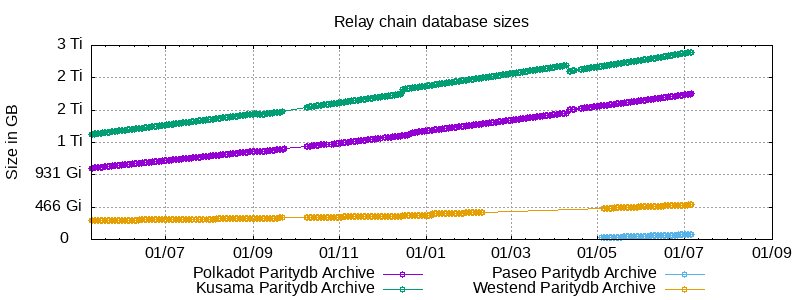 Relay chain database sizes
3 Ti
2 Ti
2 Ti
1 Ti
931 Gi
466 Gi
0
Size in GB
01/07 01/09 01/11 01/01 01/03 01/05 01/07 01/09
Polkadot Paritydb Archive Paseo Paritydb Archive
Kusama Paritydb Archive Westend Paritydb Archive